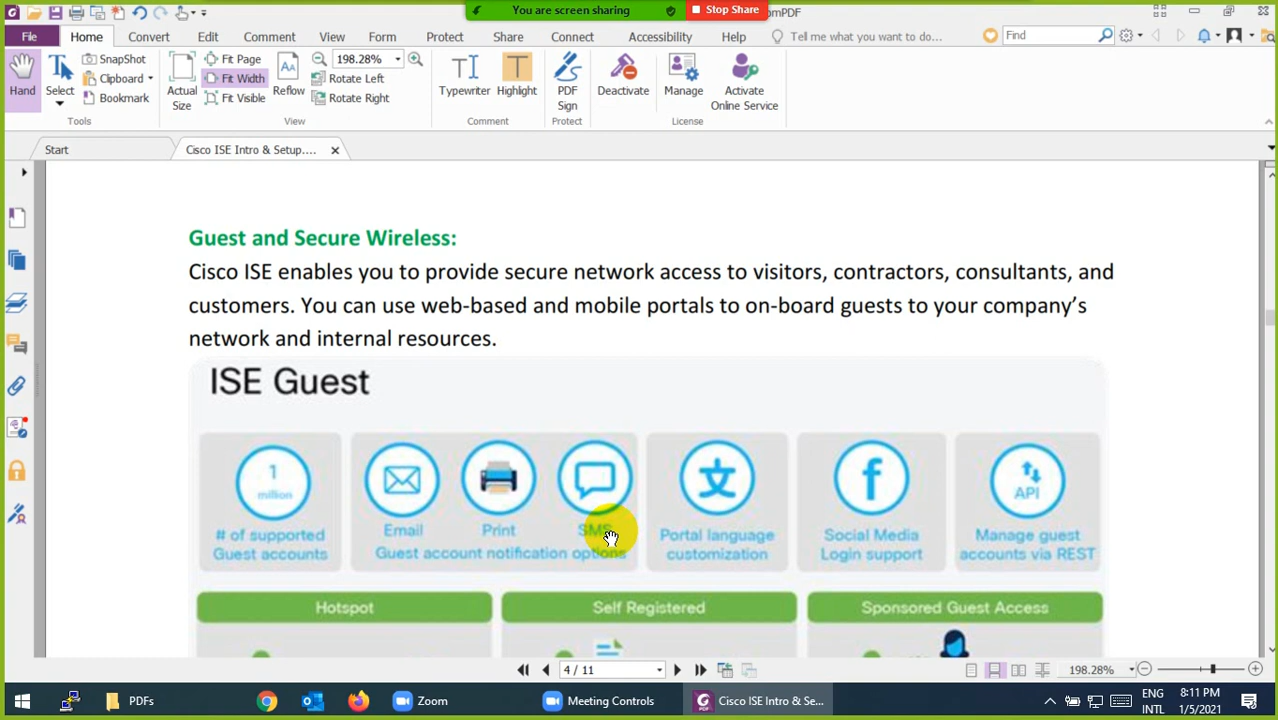 You are screen sharing
Stop Share
omPDF
File
Home
Convert
Edit
Comment
View
Form
Protect
Share
Connect
Accessibility
Help
Tell me what you want to do...
Find
Hand
Select
SnapShot
Clipboard
Bookmark
Tools
Actual Size
Fit Page
Fit Width
Fit Visible
Reflow
198.28%
Rotate Left
Rotate Right
View
Typewriter
Highlight
Comment
PDF Sign
Protect
Deactivate
Manage
Activate Online Service
License
Start
Cisco ISE Intro & Setup....
Guest and Secure Wireless:
Cisco ISE enables you to provide secure network access to visitors, contractors, consultants, and
customers. You can use web-based and mobile portals to on-board guests to your company’s
network and internal resources.
ISE Guest
1
million
# of supported
Guest accounts
Email
Print
SMS
Guest account notification options
文
Portal language
customization
f
Social Media
Login support
API
Manage guest
accounts via REST
Hotspot
Self Registered
Sponsored Guest Access
4 / 11
198.28%
PDFs
Zoom
Meeting Controls
Cisco ISE Intro & Se...
ENG
INTL
8:11 PM
1/5/2021